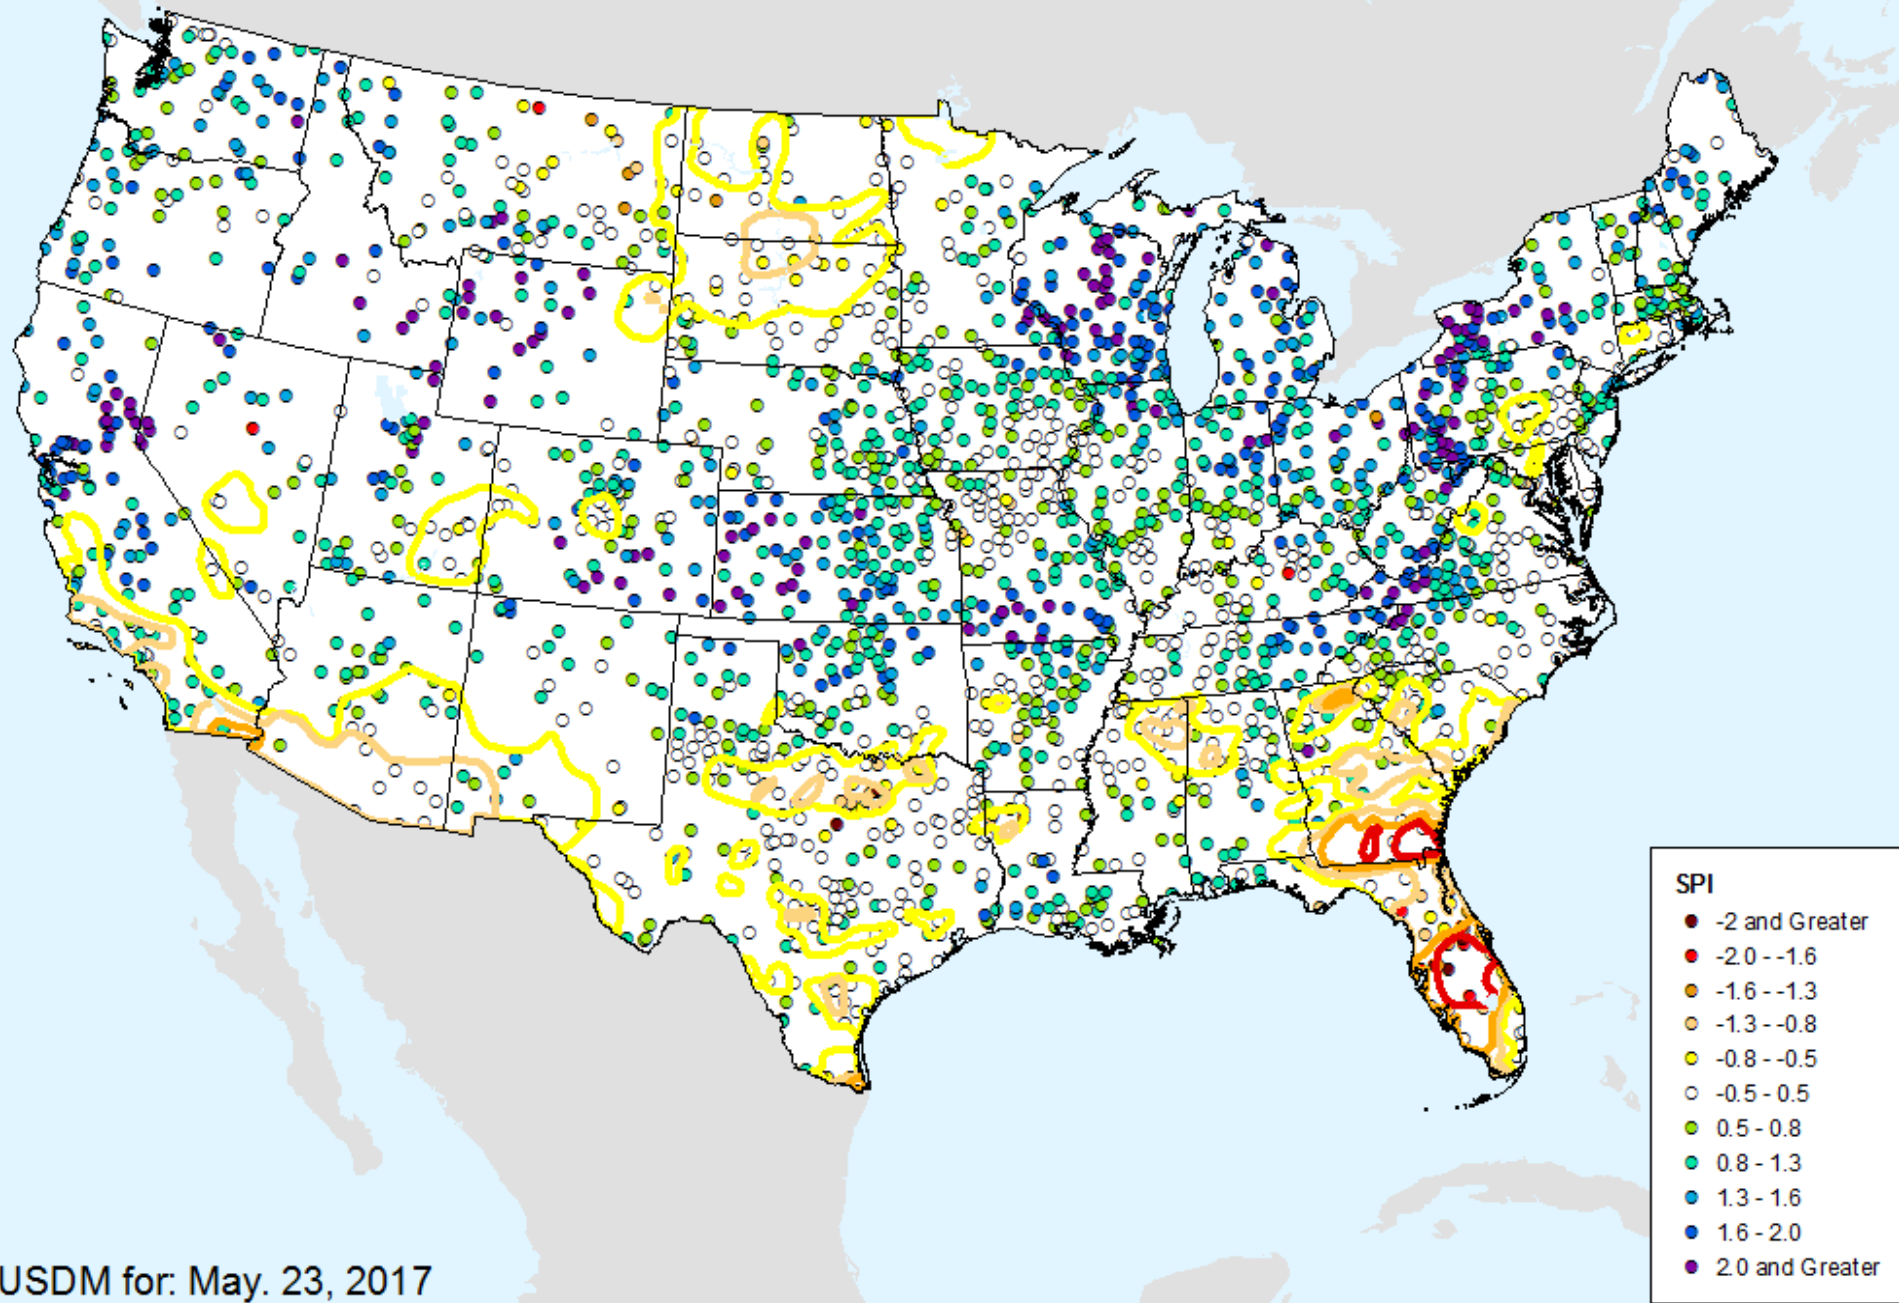 SPI
-2 and Greater
-2.0 - -1.6
-1.6 - -1.3
-1.3 - -0.8
-0.8 - -0.5
-0.5 - 0.5
0.5 - 0.8
0.8 - 1.3
1.3 - 1.6
1.6 - 2.0
2.0 and Greater
USDM for: May. 23, 2017